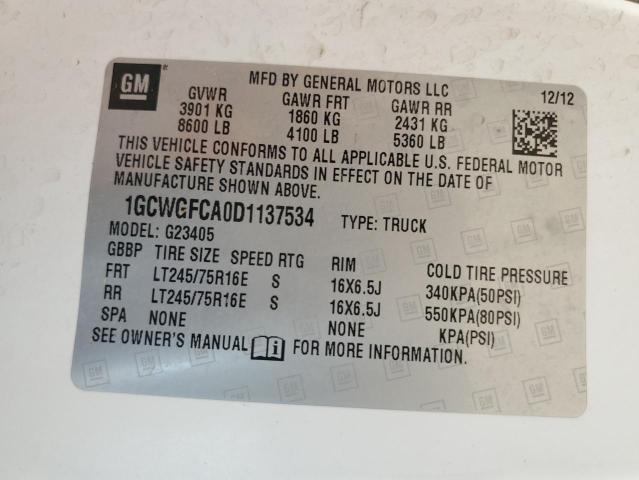 GM
MFD BY GENERAL MOTORS LLC 12/12
GVWR GAWR FRT GAWR RR
3901 KG 1860 KG 2431 KG
8600 LB 4100 LB 5360 LB
THIS VEHICLE CONFORMS TO ALL APPLICABLE U.S. FEDERAL MOTOR
VEHICLE SAFETY STANDARDS IN EFFECT ON THE DATE OF
MANUFACTURE SHOWN ABOVE.
1GCWGFCA0D1137534 TYPE: TRUCK
MODEL: G23405
GBBP TIRE SIZE SPEED RTG RIM COLD TIRE PRESSURE
FRT LT245/75R16E S 16X6.5J 340KPA(50PSI)
RR LT245/75R16E S 16X6.5J 550KPA(80PSI)
SPA NONE NONE KPA(PSI)
SEE OWNER'S MANUAL FOR MORE INFORMATION.